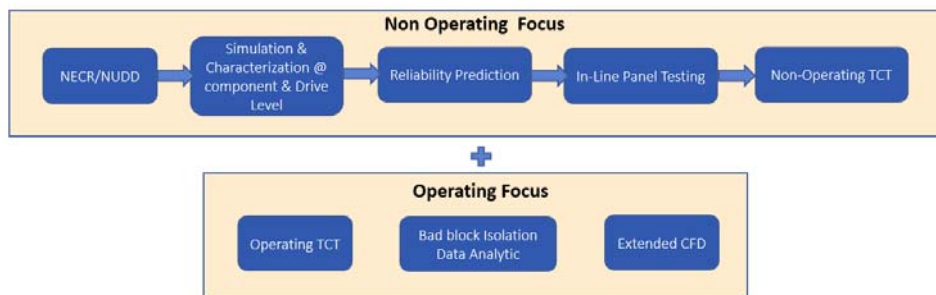 Non Operating Focus
NECR/NUDD
Simulation &
Characterization @
component & Drive
Level
Reliability Prediction
In-Line Panel Testing
Non-Operating TCT
Operating Focus
Operating TCT
Bad block Isolation
Data Analytic
Extended CFD